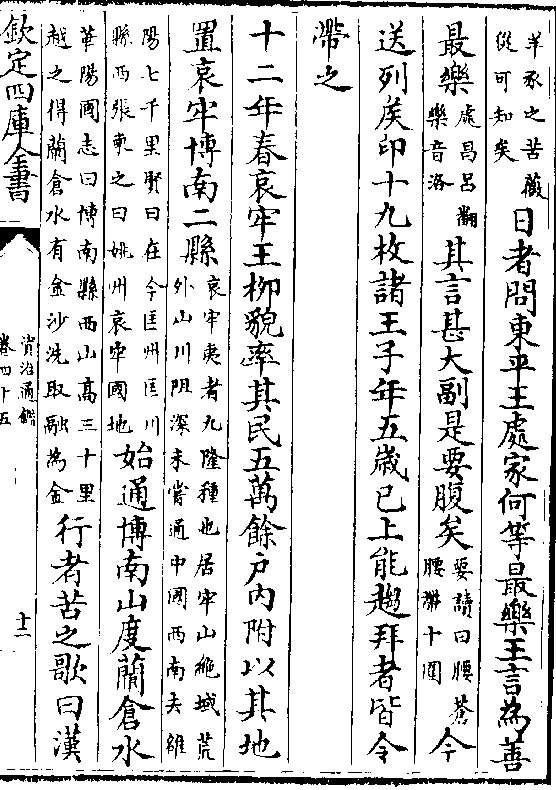 羊豕之苦薇
從可知矣
日者問東平王處家何等最樂王言為善
最樂
處昌呂翻
樂音洛
其言甚大副是要腹矣
要讀曰腰蒼
腰帶十圍
今
送列矦印十九枚諸王子年五歲已上能趨拜者皆令
帶之
十二年春哀牢王柳貌率其民五萬餘戶內附以其地
置哀牢博南二縣
哀牢夷者九隆種也居牢山絶域荒
外山川阻深未嘗通中國西南去雒
陽七千里賢曰在今匡州匡川
縣西張柬之曰姚州哀牢國地
始通博南山度蘭倉水
華陽國志曰博南縣西山高三十里
越之得蘭倉水有金沙洗取融為金
行者苦之歌曰漢
欽定四庫全書
資治通鑑
卷四十五
十二